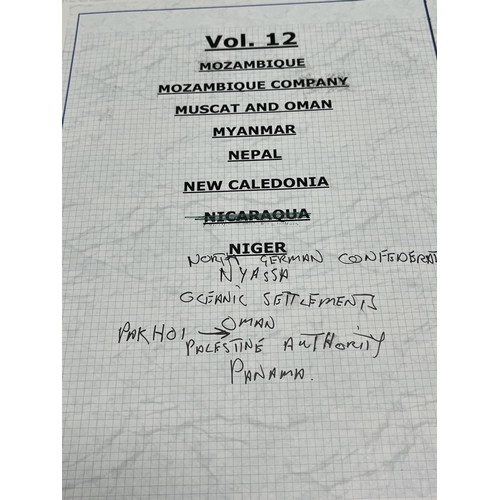 Vol. 12
MOZAMBIQUE
MOZAMBIQUE COMPANY
MUSCAT AND OMAN
MYANMAR
NEPAL
NEW CALEDONIA
NICARAQUA
NIGER
NORTH GERMAN CONFEDERAT
NYASSA
OCEANIC SETTLEMENTS
OMAN
PAKHOI →
PALESTINE AUTHORITY
PANAMA.